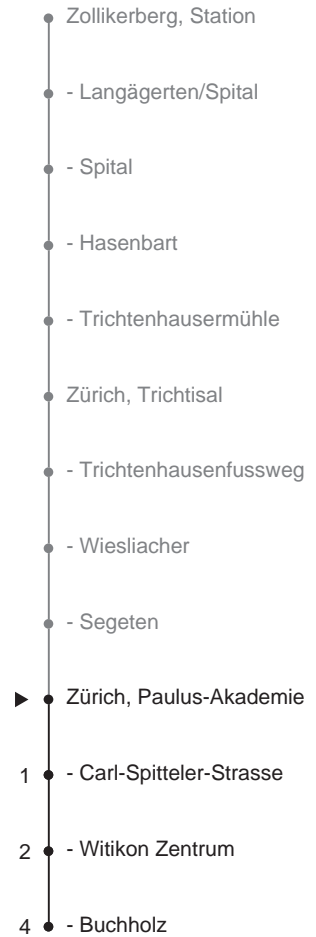 Zollikerberg, Station
- Langägerten/Spital
- Spital
- Hasenbart
- Trichtenhausermühle
Zürich, Trichtisal
- Trichtenhausenfussweg
- Wiesliacher
- Segeten
Zürich, Paulus-Akademie
1 - Carl-Spitteler-Strasse
2 - Witikon Zentrum
4 - Buchholz